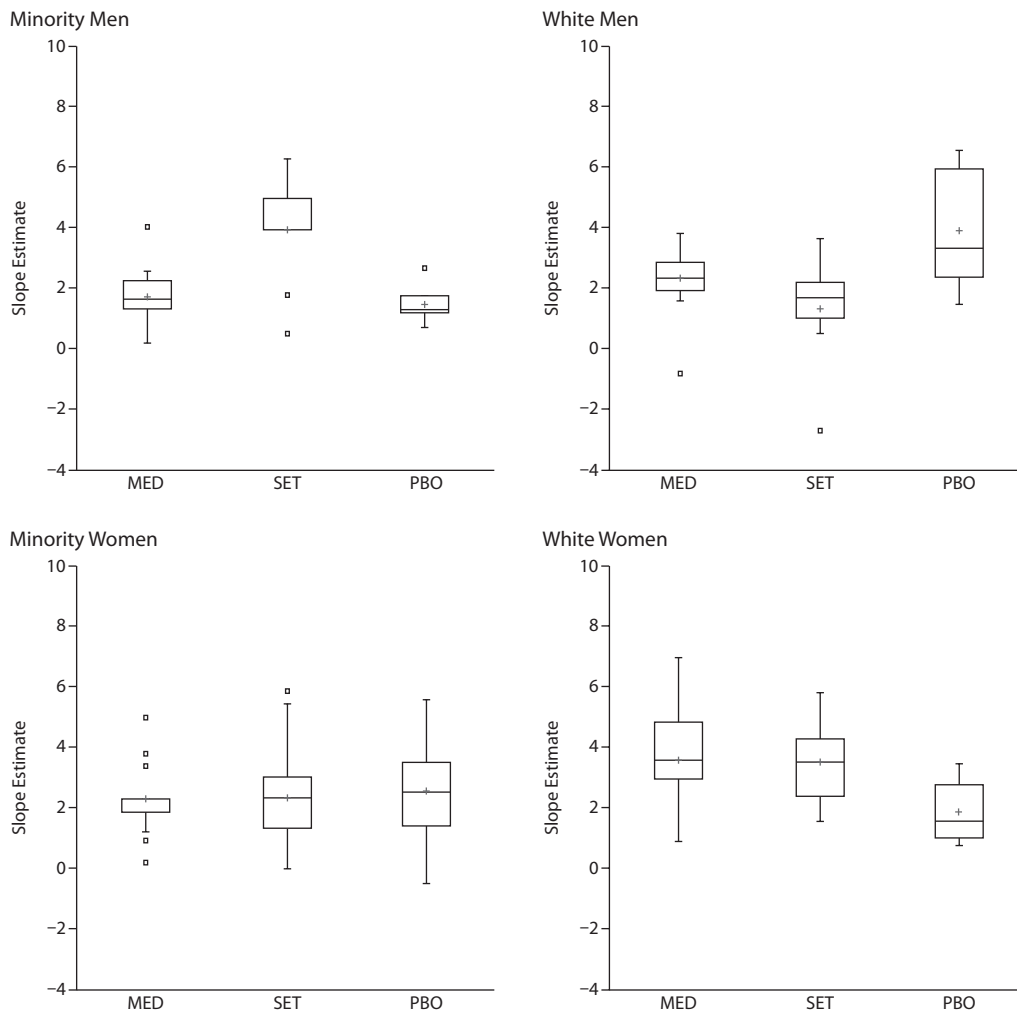 Minority Men
10
8
6
4
2
0
−2
−4
Slope Estimate
MED SET PBO
White Men
10
8
6
4
2
0
−2
−4
Slope Estimate
MED SET PBO
Minority Women
10
8
6
4
2
0
−2
−4
Slope Estimate
MED SET PBO
White Women
10
8
6
4
2
0
−2
−4
Slope Estimate
MED SET PBO